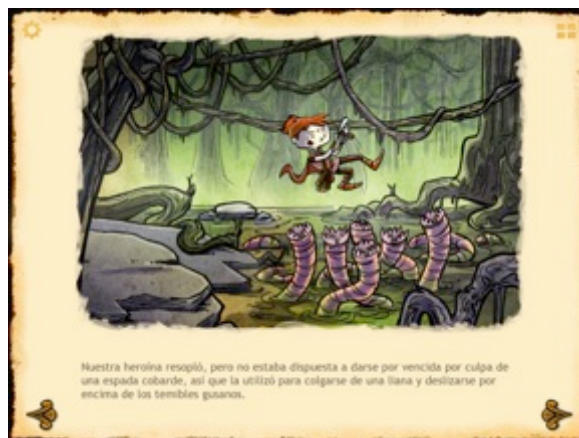 Nuestra heroína resopló, pero no estaba dispuesta a darse por vencida por culpa de
una espada cobarde, así que la utilizó para colgarse de una liana y deslizarse por
encima de los temibles gusanos.